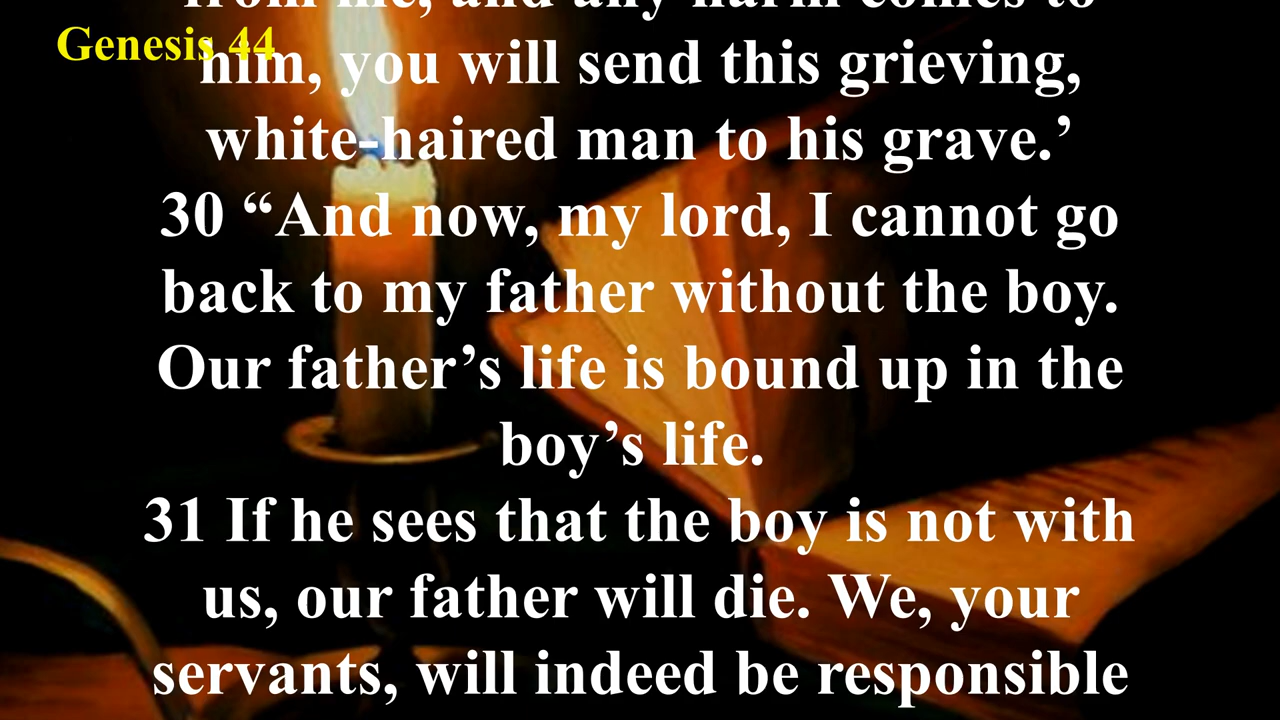 from me, and any harm comes to
Genesis 44
him, you will send this grieving,
white-haired man to his grave.’
30 “And now, my lord, I cannot go
back to my father without the boy.
Our father’s life is bound up in the
boy’s life.
31 If he sees that the boy is not with
us, our father will die. We, your
servants, will indeed be responsible